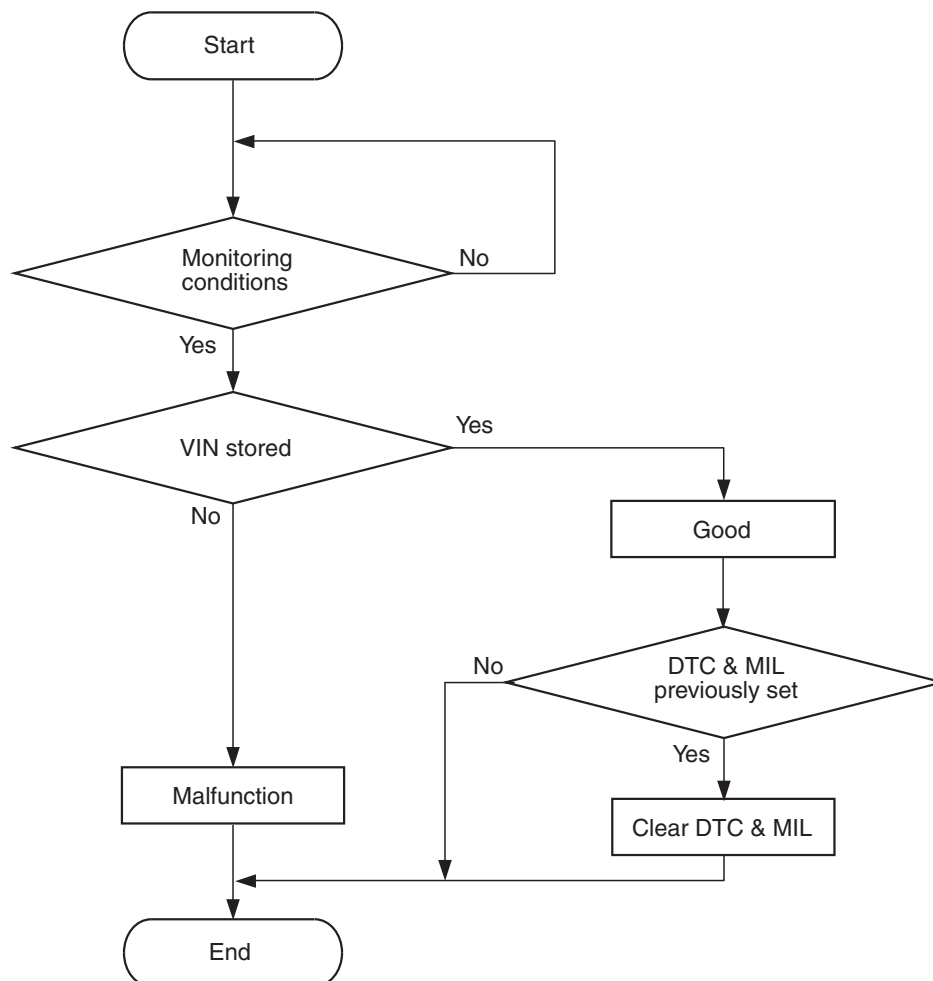 Start
Monitoring
conditions
No
Yes
VIN stored
Yes
No
Good
DTC & MIL
previously set
No
Yes
Malfunction
Clear DTC & MIL
End